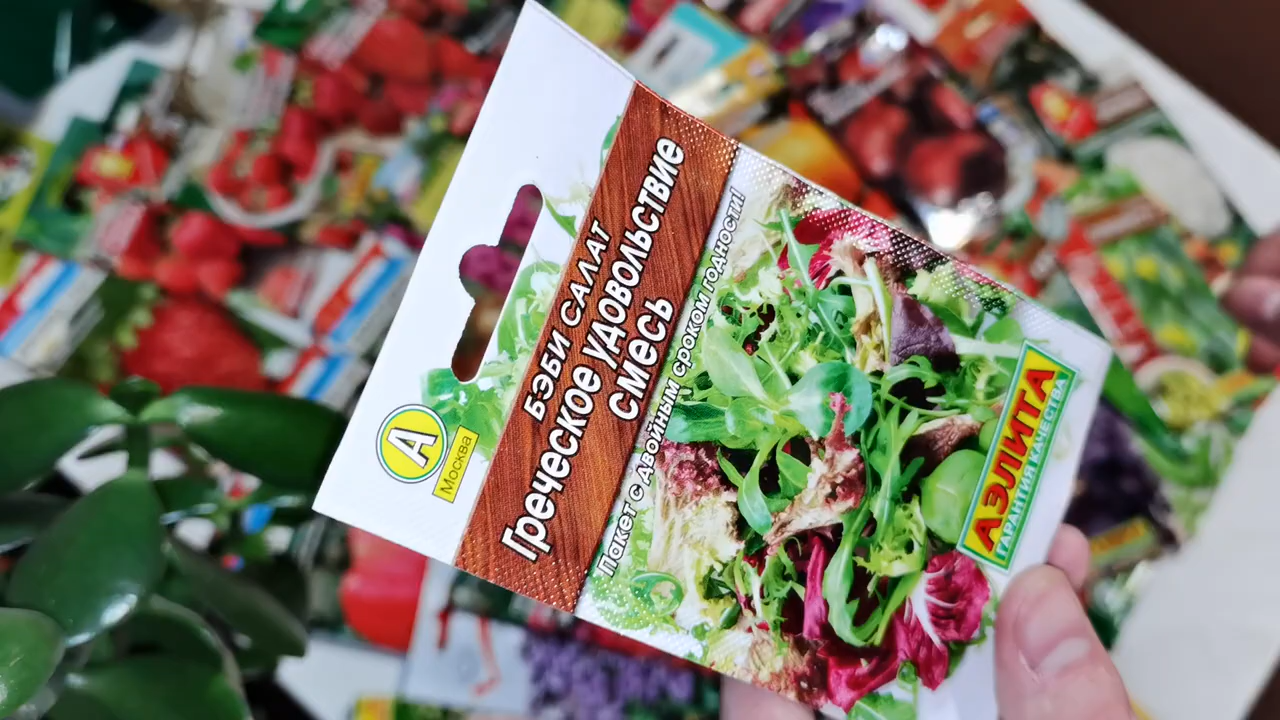 БЭБИ САЛАТ
Греческое удовольствие
смесь
Пакет с двойным сроком годности!
А
Москва
АЭЛИТА
ГАРАНТИЯ КАЧЕСТВА